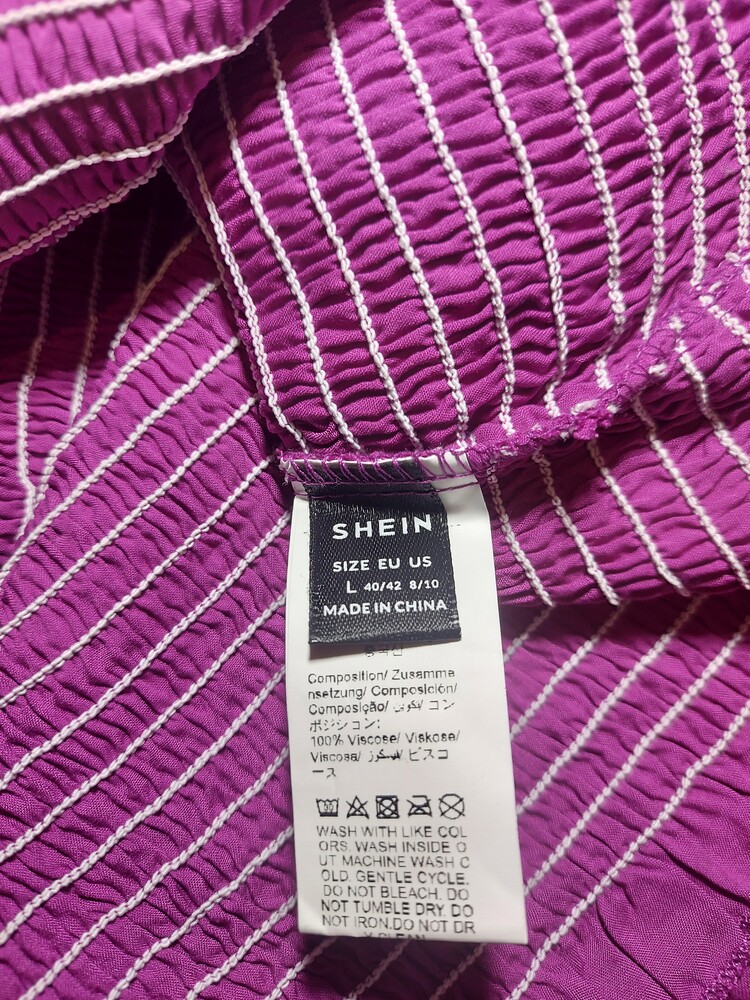 SHEIN
SIZE EU US
L 40/42 8/10
MADE IN CHINA
Composition/ Zusamme
nsetzung/ Composición/
Composição/ تكوين/ コン
ポジション:
100% Viscose/ Viskose/
Viscosa/ فيسكوز/ ビスコ
ース
WASH WITH LIKE COL
ORS. WASH INSIDE O
UT MACHINE WASH C
OLD. GENTLE CYCLE.
DO NOT BLEACH. DO
NOT TUMBLE DRY. DO
NOT IRON.DO NOT DR
Y CLEAN